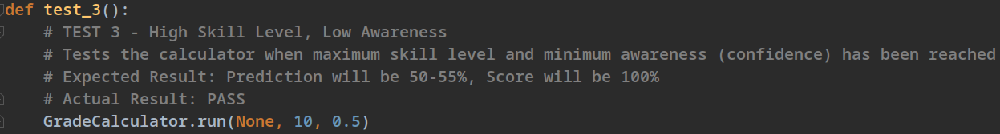 def test_3():
# TEST 3 - High Skill Level, Low Awareness
# Tests the calculator when maximum skill level and minimum awareness (confidence) has been reached
# Expected Result: Prediction will be 50-55%, Score will be 100%
# Actual Result: PASS
GradeCalculator.run(None, 10, 0.5)